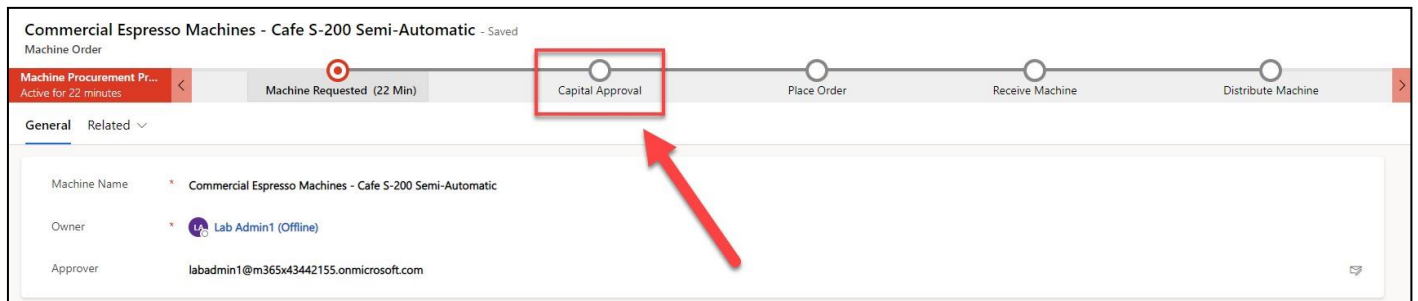 Commercial Espresso Machines - Cafe S-200 Semi-Automatic - Saved
Machine Order
Machine Procurement Pr...
Active for 22 minutes
Machine Requested (22 Min)
Capital Approval
Place Order
Receive Machine
Distribute Machine
General Related
Machine Name * Commercial Espresso Machines - Cafe S-200 Semi-Automatic
Owner * LA Lab Admin1 (Offline)
Approver labadmin1@m365x43442155.onmicrosoft.com